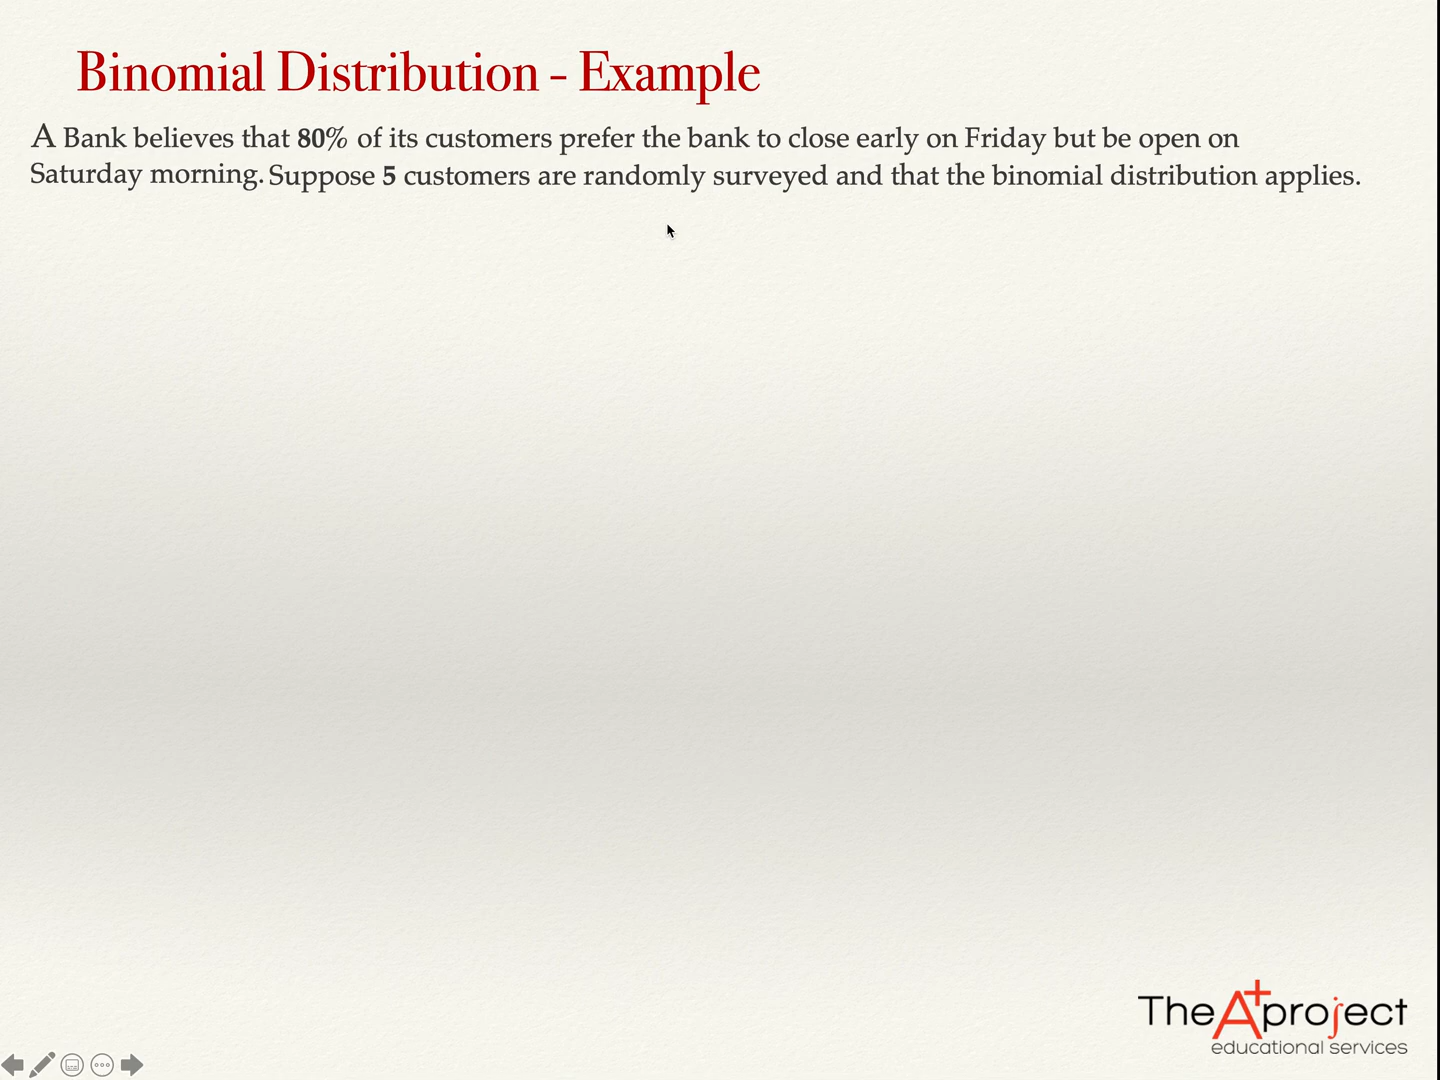 Binomial Distribution - Example
A Bank believes that 80% of its customers prefer the bank to close early on Friday but be open on
Saturday morning. Suppose 5 customers are randomly surveyed and that the binomial distribution applies.
The A+ project
educational services